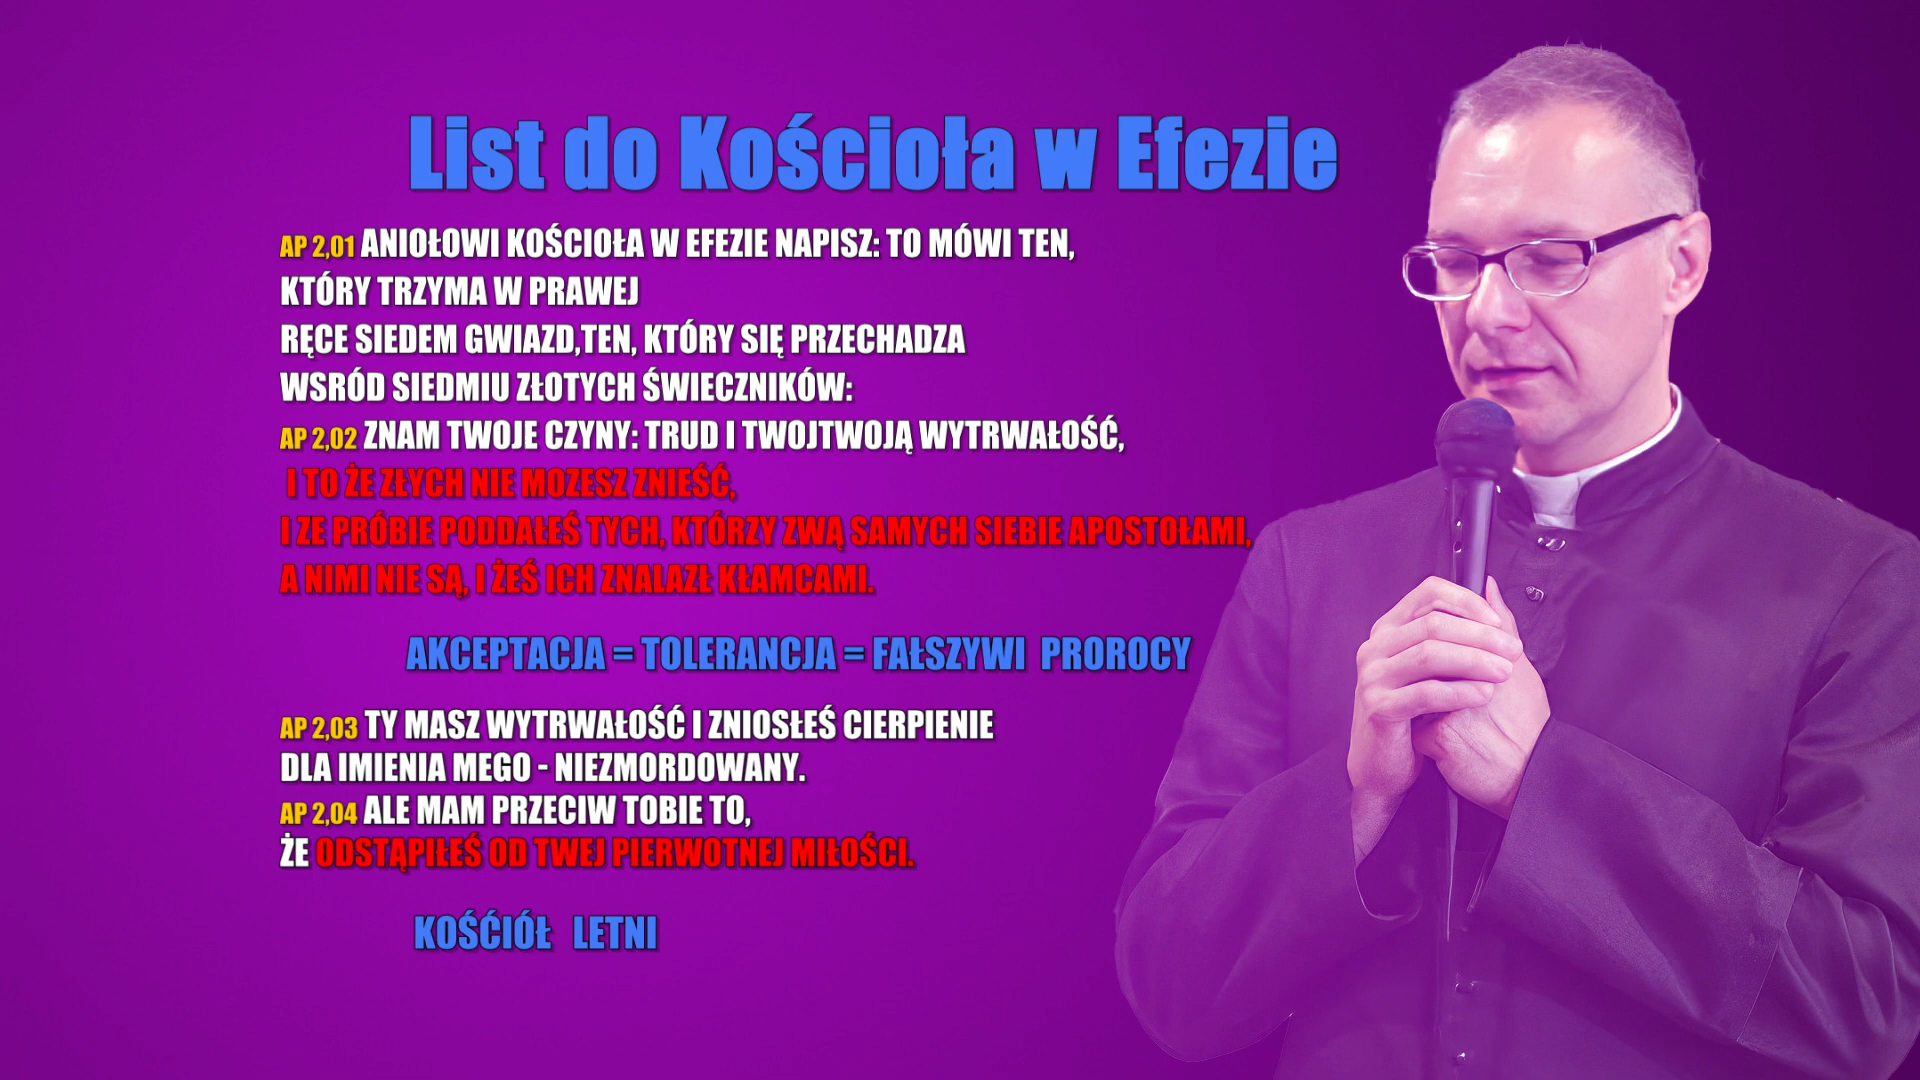 List do Kościoła w Efezie
AP 2,01 ANIOŁOWI KOŚCIOŁA W EFEZIE NAPISZ: TO MÓWI TEN,
KTÓRY TRZYMA W PRAWEJ
RĘCE SIEDEM GWIAZD,TEN, KTÓRY SIĘ PRZECHADZA
WSRÓD SIEDMIU ZŁOTYCH ŚWIECZNIKÓW:
AP 2,02 ZNAM TWOJE CZYNY: TRUD I TWOJTWOJĄ WYTRWAŁOŚĆ,
I TO ŻE ZŁYCH NIE MOZESZ ZNIEŚĆ,
I ZE PRÓBIE PODDAŁEŚ TYCH, KTÓRZY ZWĄ SAMYCH SIEBIE APOSTOŁAMI,
A NIMI NIE SĄ, I ŻEŚ ICH ZNALAZŁ KŁAMCAMI.
AKCEPTACJA = TOLERANCJA = FAŁSZYWI PROROCY
AP 2,03 TY MASZ WYTRWAŁOŚĆ I ZNIOSŁEŚ CIERPIENIE
DLA IMIENIA MEGO - NIEZMORDOWANY.
AP 2,04 ALE MAM PRZECIW TOBIE TO,
ŻE ODSTĄPIŁEŚ OD TWEJ PIERWOTNEJ MIŁOŚCI.
KOŚĆIÓŁ LETNI